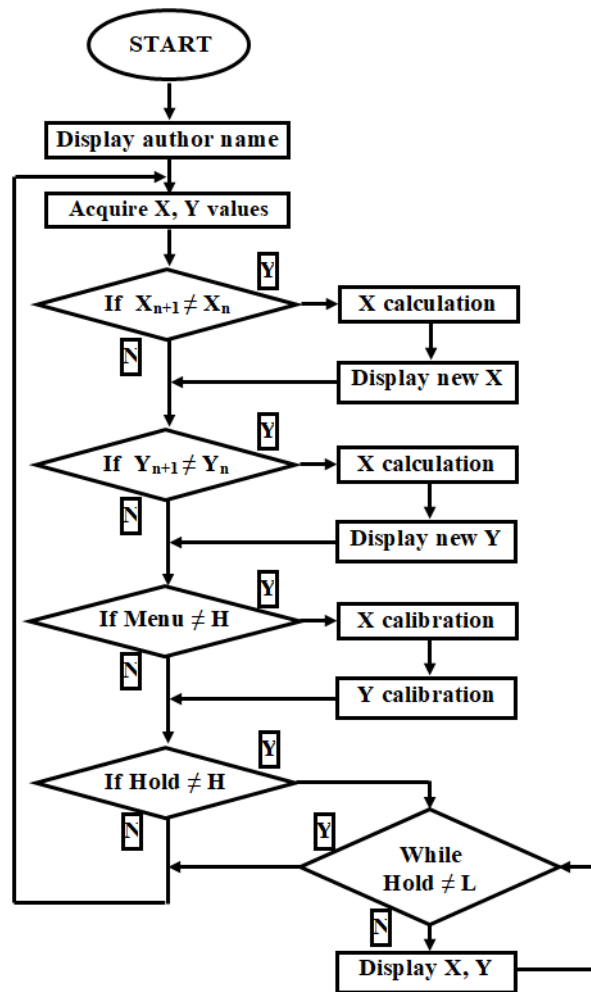 START
Display author name
Acquire X, Y values
Y
If Xₙ₊₁ ≠ Xₙ
X calculation
N
Display new X
Y
If Yₙ₊₁ ≠ Yₙ
X calculation
N
Display new Y
Y
If Menu ≠ H
X calibration
N
Y calibration
Y
If Hold ≠ H
N
Y
While
Hold ≠ L
N
Display X, Y